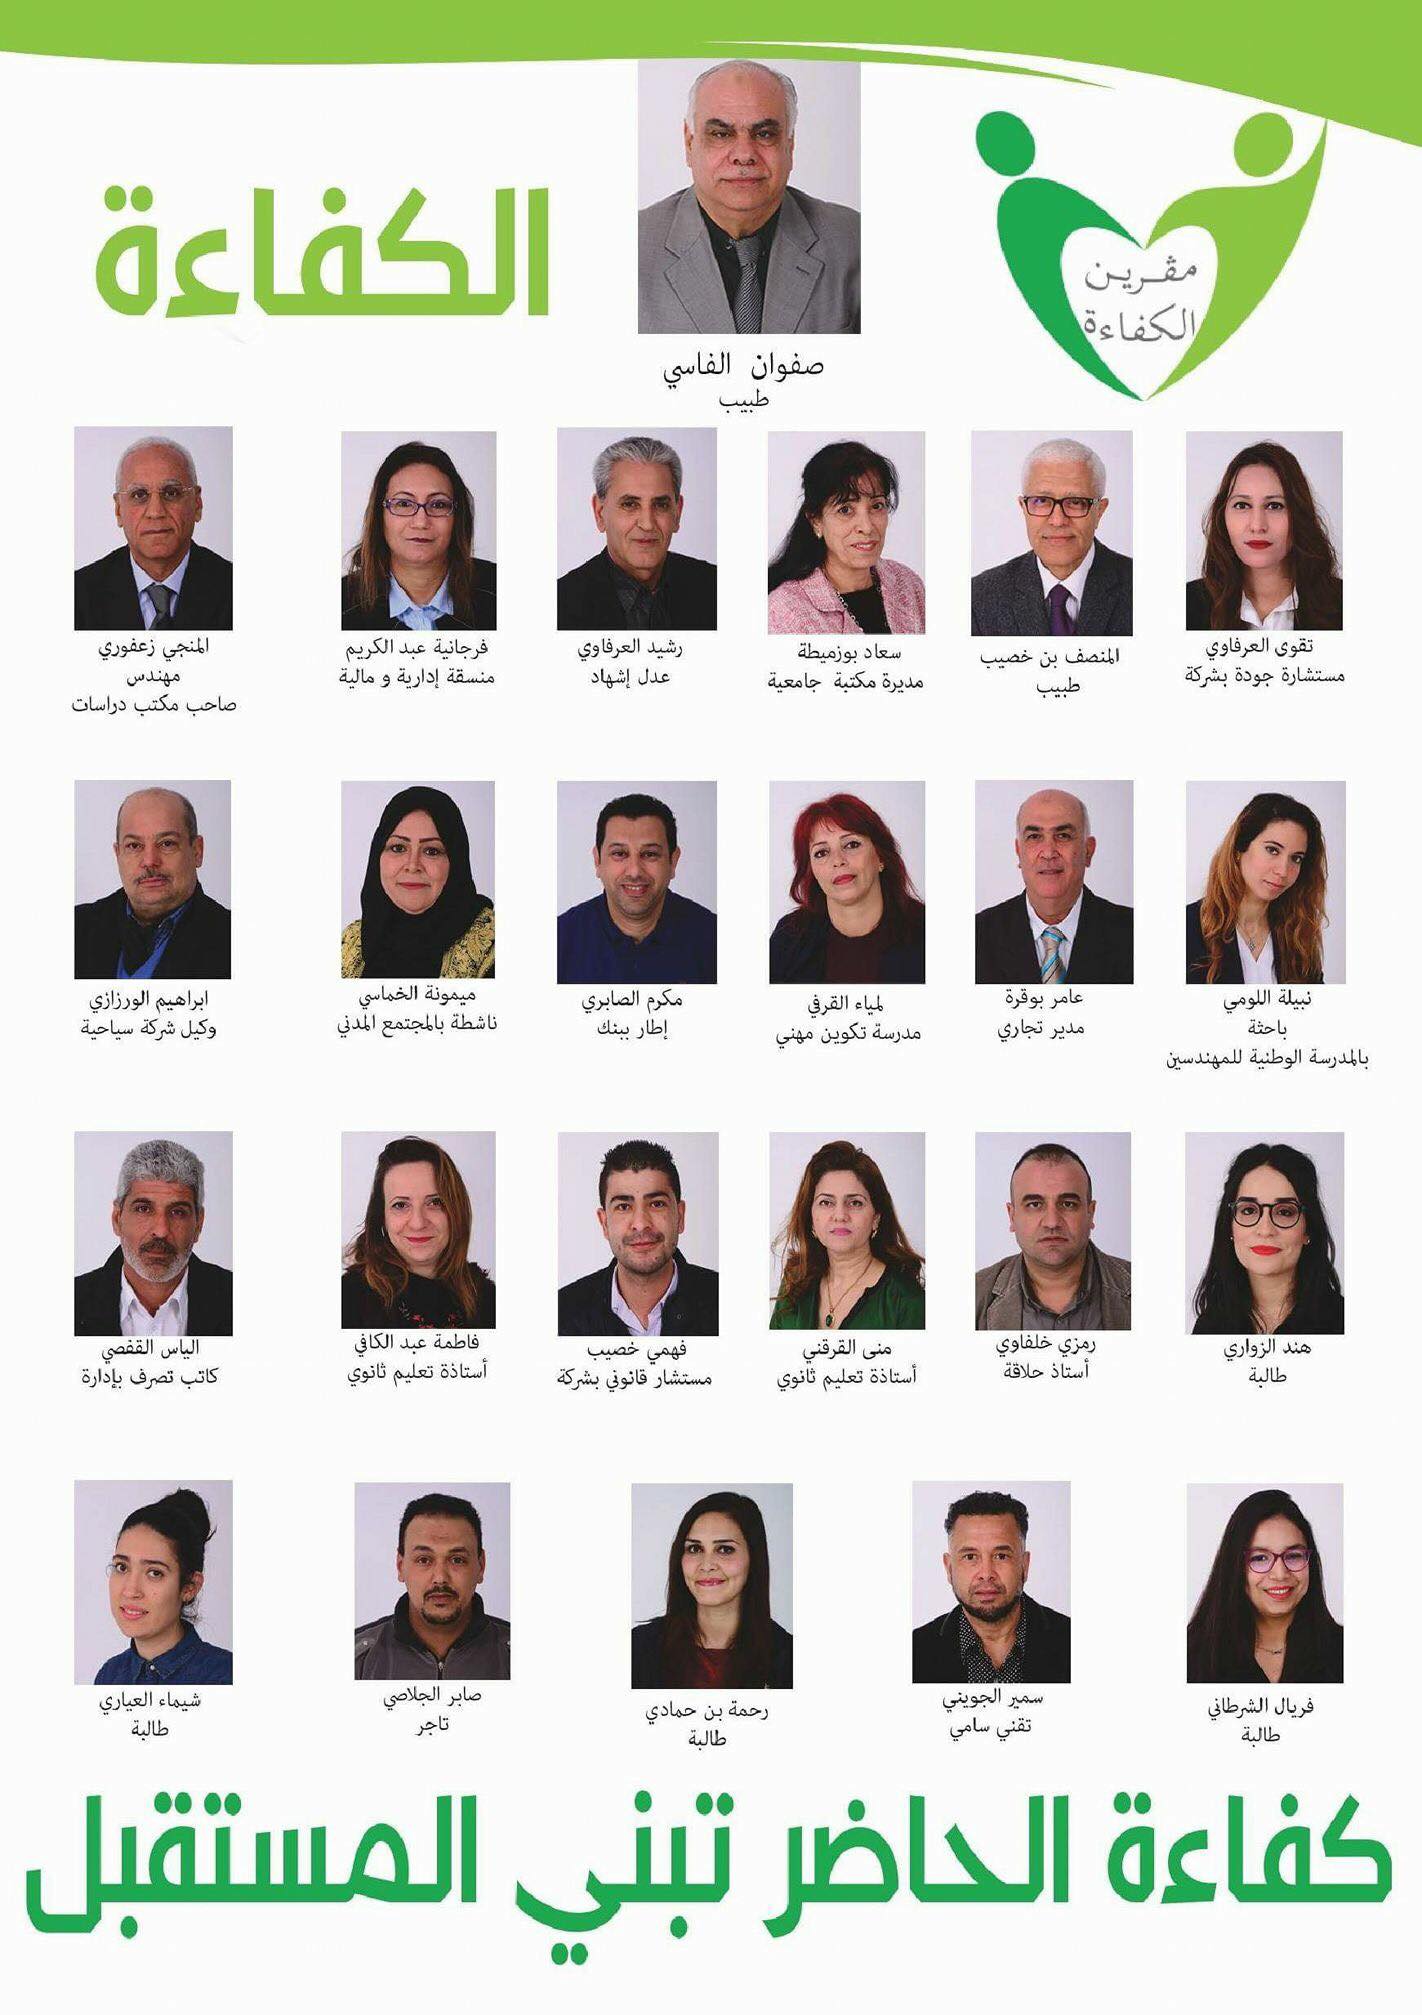 الكفاءة
مڤـريـن
الكفاءة
صفوان الفاسي
طبيب
تقوى العرفاوي
مستشارة جودة بشركة
المنصف بن خصيب
طبيب
سعاد بوزميطة
مديرة مكتبة جامعية
رشيد العرفاوي
عدل إشهاد
فرجانية عبد الكريم
منسقة إدارية و مالية
المنجي زعفوري
مهندس
صاحب مكتب دراسات
نبيلة اللومي
باحثة
بالمدرسة الوطنية للمهندسين
عامر بوقرة
مدير تجاري
لمياء القرفي
مدرسة تكوين مهني
مكرم الصابري
إطار ببنك
ميمونة الخماسي
ناشطة بالمجتمع المدني
ابراهيم الورزازي
وكيل شركة سياحية
هند الزواري
طالبة
رمزي خلفاوي
أستاذ حلاقة
منى القرقني
أستاذة تعليم ثانوي
فهمي خصيب
مستشار قانوني بشركة
فاطمة عبد الكافي
أستاذة تعليم ثانوي
الياس القفصي
كاتب تصرف بإدارة
فريال الشرطاني
طالبة
سمير الجويني
تقني سامي
رحمة بن حمادي
طالبة
صابر الجلاصي
تاجر
شيماء العياري
طالبة
كفاءة الحاضر تبني المستقبل